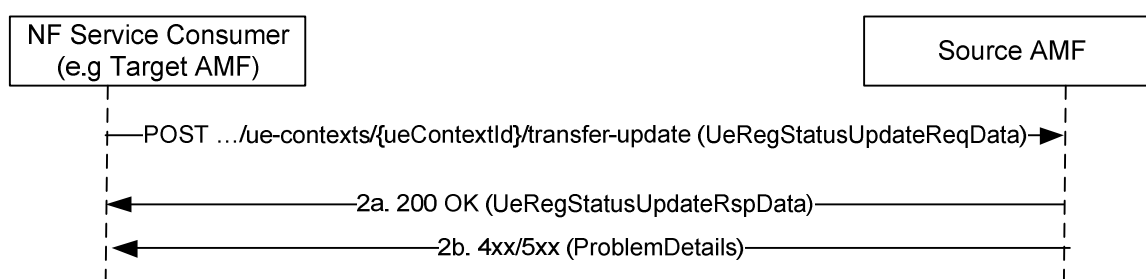 NF Service Consumer
(e.g Target AMF)
Source AMF
POST …/ue-contexts/{ueContextId}/transfer-update (UeRegStatusUpdateReqData)
2a. 200 OK (UeRegStatusUpdateRspData)
2b. 4xx/5xx (ProblemDetails)